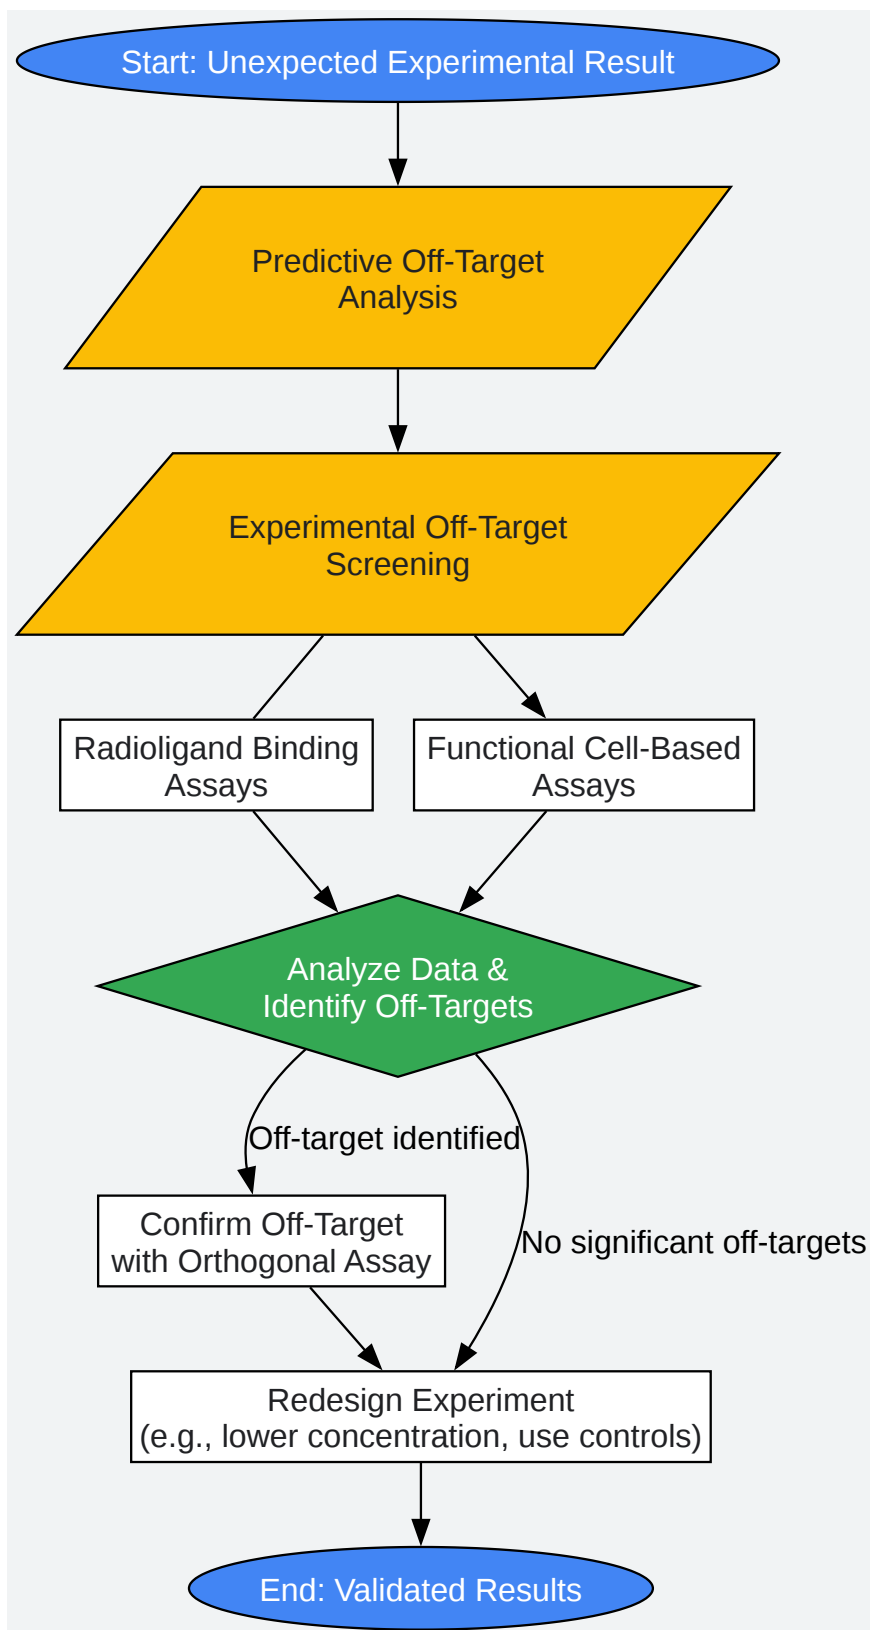 Start: Unexpected Experimental Result
Predictive Off-Target
Analysis
Experimental Off-Target
Screening
Radioligand Binding
Assays
Functional Cell-Based
Assays
Analyze Data &
Identify Off-Targets
Off-target identified
Confirm Off-Target
with Orthogonal Assay
No significant off-targets
Redesign Experiment
(e.g., lower concentration, use controls)
End: Validated Results